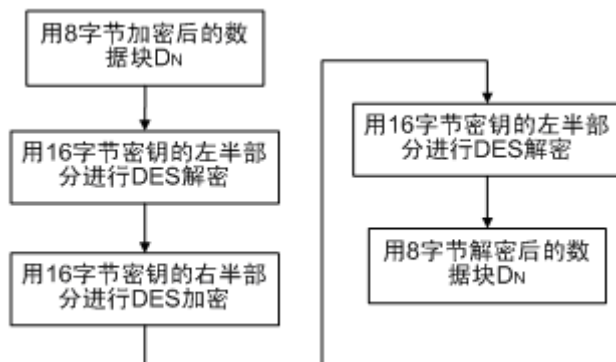 用8字节加密后的数
据块DN
用16字节密钥的左半部
分进行DES解密
用16字节密钥的右半部
分进行DES加密
用16字节密钥的左半部
分进行DES解密
用8字节解密后的数
据块DN